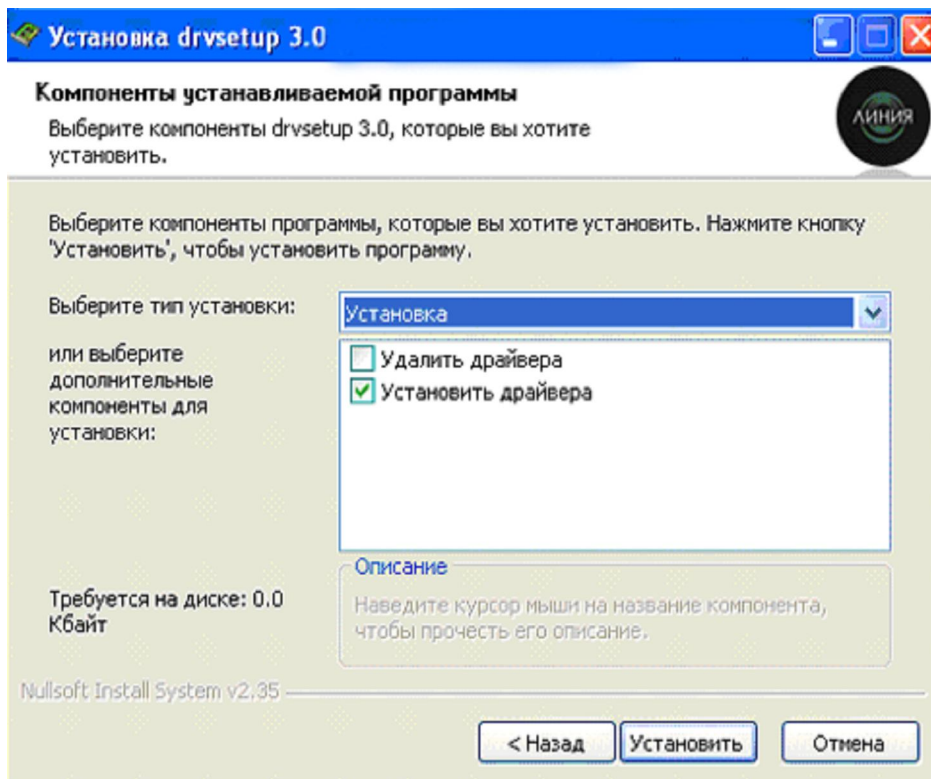 Установка drvsetup 3.0
Компоненты устанавливаемой программы
Выберите компоненты drvsetup 3.0, которые вы хотите
установить.
ЛИНИЯ
Выберите компоненты программы, которые вы хотите установить. Нажмите кнопку
'Установить', чтобы установить программу.
Выберите тип установки:
Установка
или выберите
дополнительные
компоненты для
установки:
Удалить драйвера
Установить драйвера
Требуется на диске: 0.0
Кбайт
Описание
Наведите курсор мыши на название компонента,
чтобы прочесть его описание.
Nullsoft Install System v2.35
< Назад
Установить
Отмена